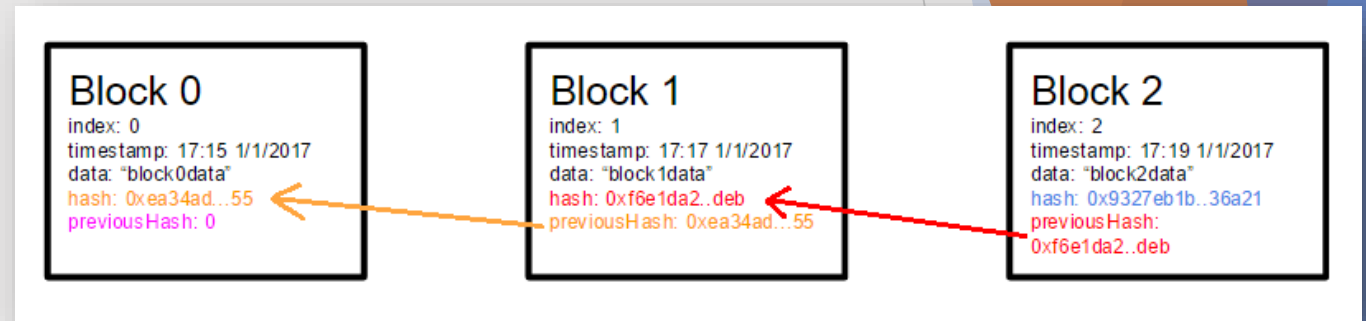 Block 0
index: 0
timestamp: 17:15 1/1/2017
data: “block0data”
hash: 0xea34ad...55
previousHash: 0
Block 1
index: 1
timestamp: 17:17 1/1/2017
data: “block1data”
hash: 0xf6e1da2..deb
previousHash: 0xea34ad...55
Block 2
index: 2
timestamp: 17:19 1/1/2017
data: “block2data”
hash: 0x9327eb1b..36a21
previousHash:
0xf6e1da2..deb